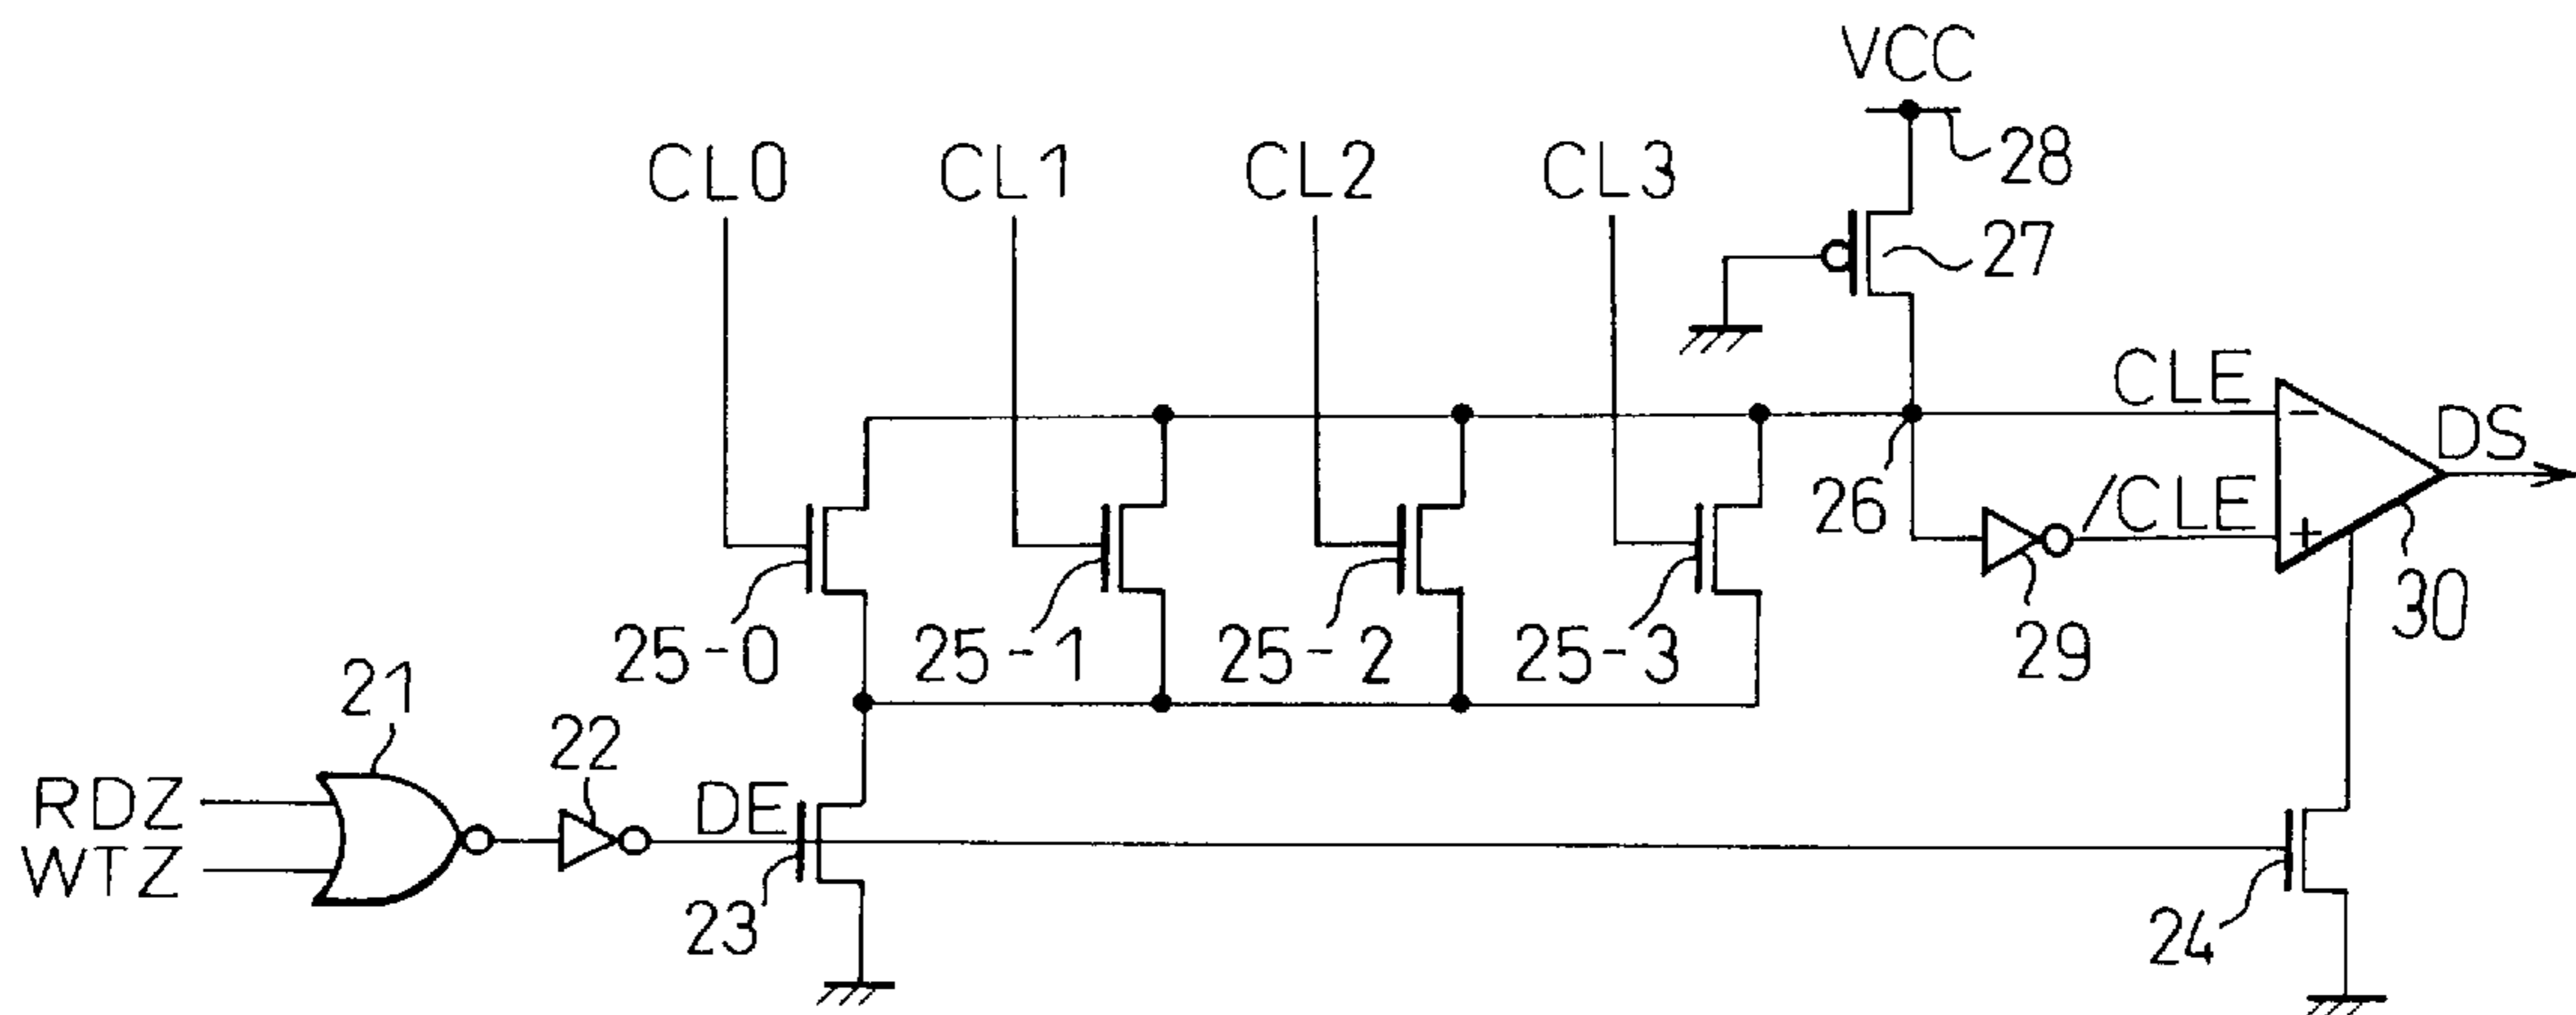 VCC
28
CL0 CL1 CL2 CL3
27
CLE
DS
26
/CLE
25-0 25-1 25-2 25-3
29
30
21
22
RDZ
DE
WTZ
23
24